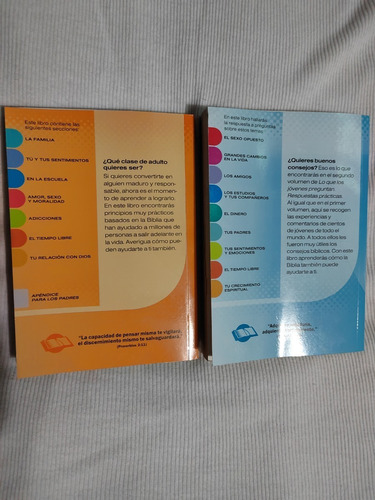 Este libro contiene las
siguientes secciones:
LA FAMILIA
TÚ Y TUS SENTIMIENTOS
EN LA ESCUELA
AMOR, SEXO
Y MORALIDAD
ADICCIONES
EL TIEMPO LIBRE
TU RELACIÓN CON DIOS
APÉNDICE
PARA LOS PADRES
¿Qué clase de adulto
quieres ser?
Si quieres convertirte en
alguien maduro y respon-
sable, ahora es el momen-
to de aprender a lograrlo.
En este libro encontrarás
principios muy prácticos
basados en la Biblia que
han ayudado a millones de
personas a salir adelante
en la vida. Averigua cómo pue-
den ayudarte a ti también.
"La capacidad de pensar misma te vigilará,
el discernimiento mismo te salvaguardará."
(Proverbios 2:11)
En este libro hallarás
la respuesta a preguntas
sobre estos temas:
EL SEXO OPUESTO
GRANDES CAMBIOS
EN LA VIDA
LOS AMIGOS
LOS ESTUDIOS
Y TUS COMPAÑEROS
EL DINERO
TUS PADRES
TUS SENTIMIENTOS
Y EMOCIONES
EL TIEMPO LIBRE
TU CRECIMIENTO
ESPIRITUAL
¿Quieres buenos
consejos? Eso es lo que
encontrarás en el segundo
volumen de Lo que los
jóvenes preguntan.
Respuestas prácticas.
Al igual que en el primer
volumen, aquí se recogen
las experiencias y
comentarios de cientos
de jóvenes de todo el
mundo. A todos ellos les
fueron muy útiles los
consejos bíblicos. Con este
libro aprenderás cómo la
Biblia también puede
ayudarte a ti.